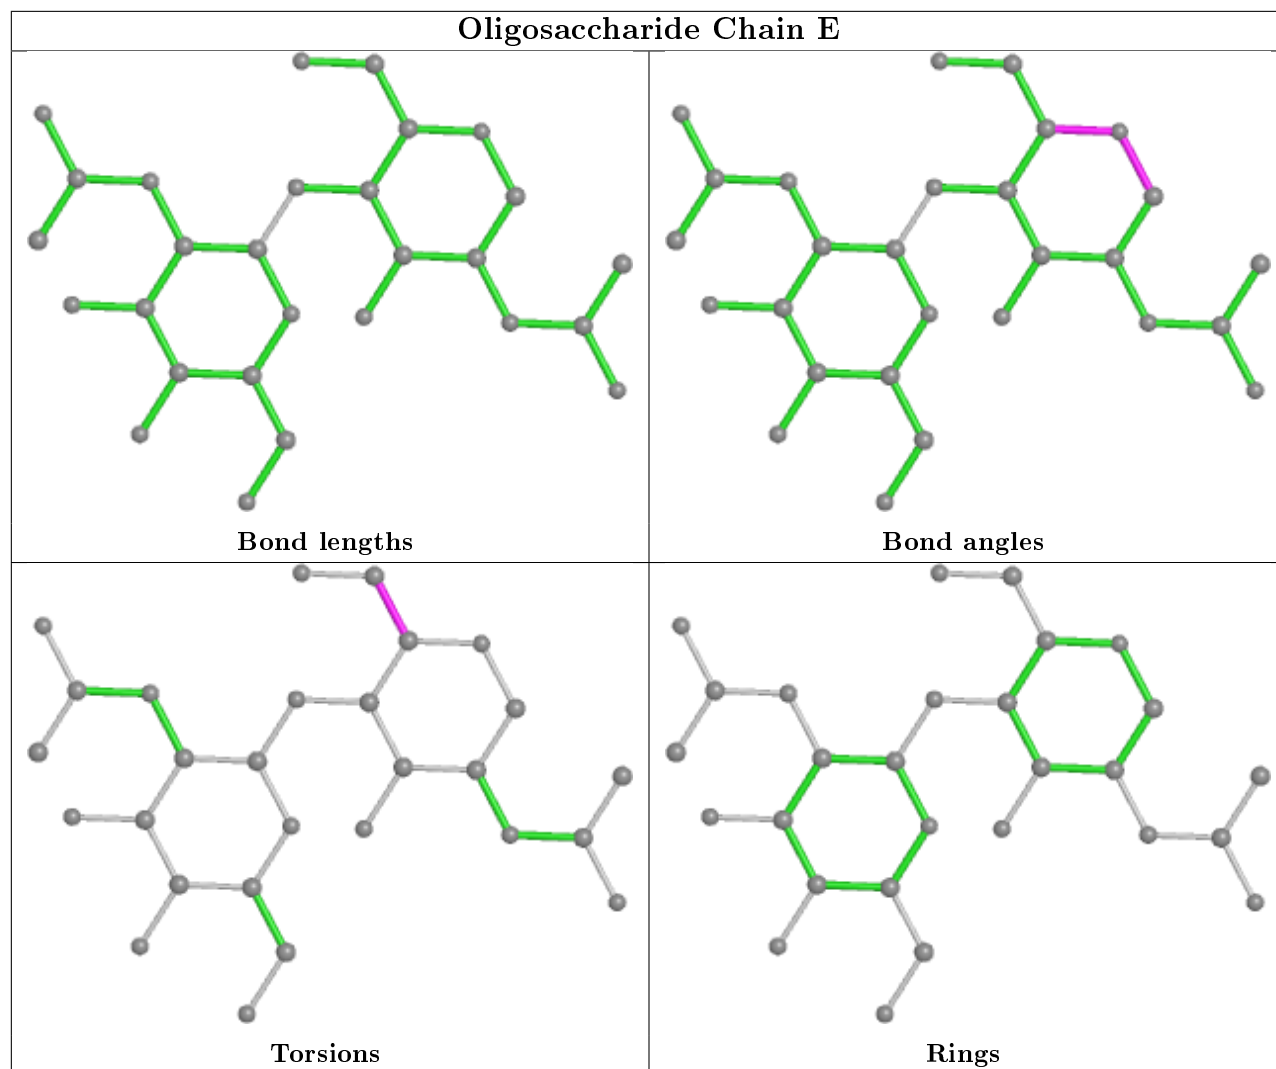 Oligosaccharide Chain E
Bond lengths
Bond angles
Torsions
Rings